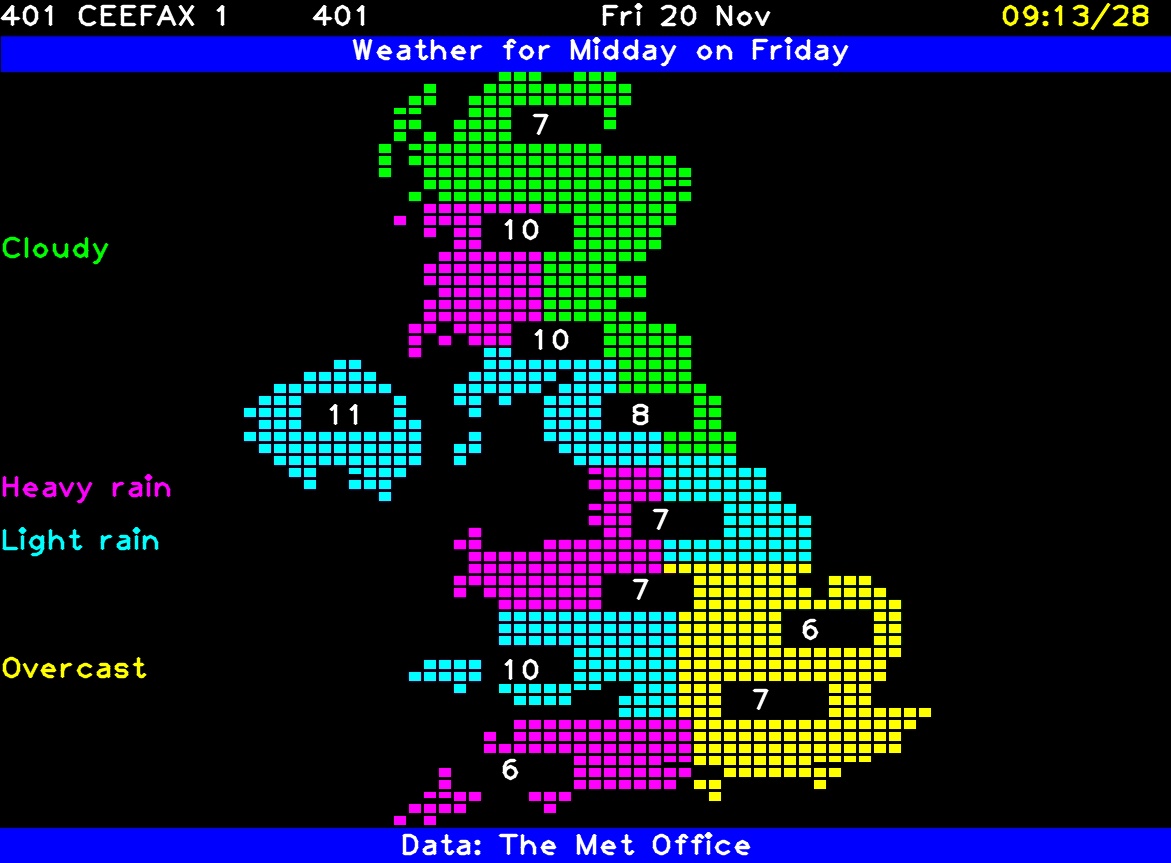 401 CEEFAX 1 401 Fri 20 Nov 09:13/28
Weather for Midday on Friday
7
10
Cloudy
10
11
8
Heavy rain
7
Light rain
7
6
Overcast
10
7
6
Data: The Met Office